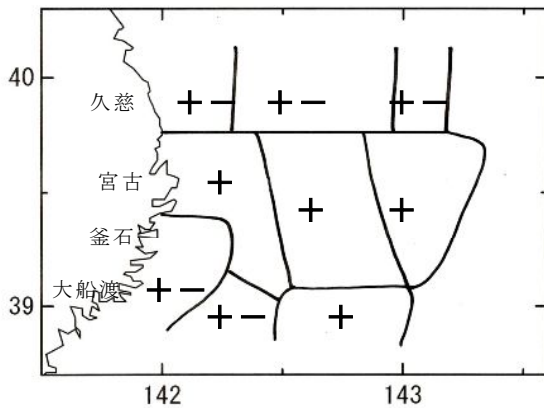 40
久慈
+ - + - + -
宮古
+
+ +
釜石
大船渡
+ -
39
+ - +
142 143